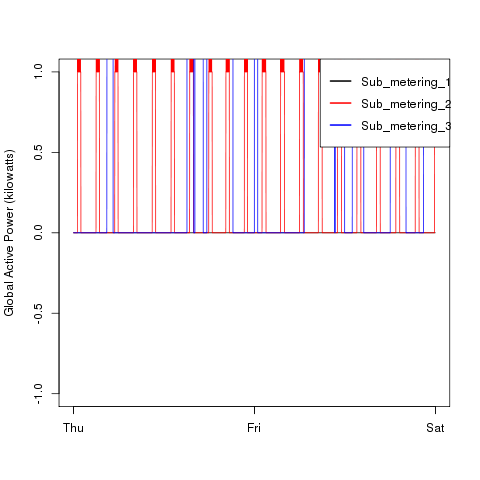 Global Active Power (kilowatts)
1.0
0.5
0.0
-0.5
-1.0
Sub_metering_1
Sub_metering_2
Sub_metering_3
Thu
Fri
Sat